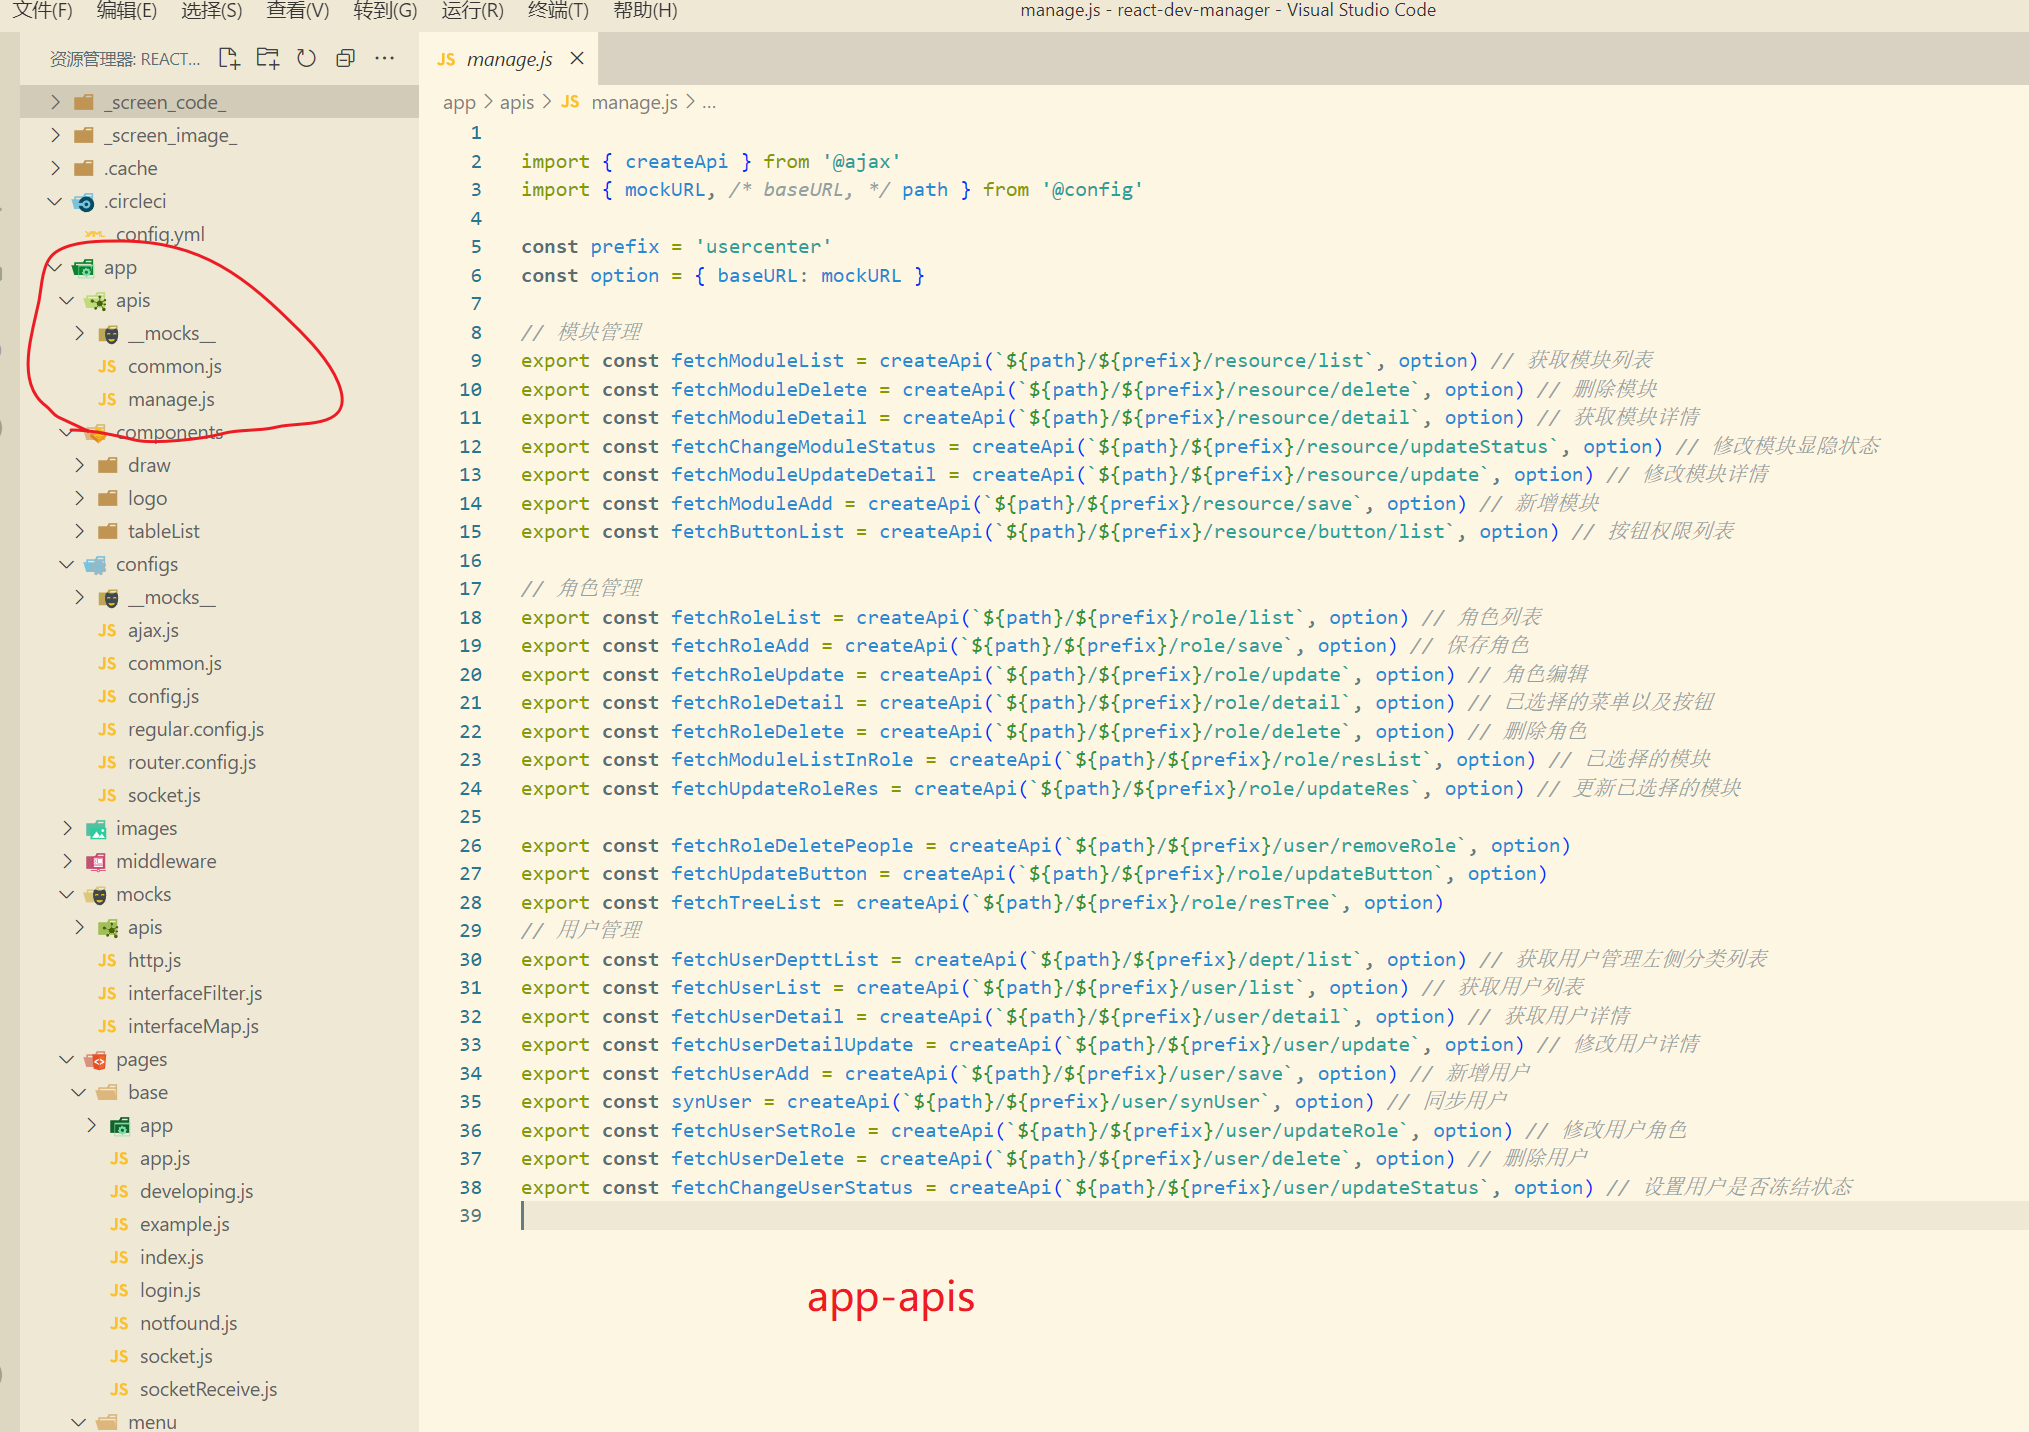 文件(F) 编辑(E) 选择(S) 查看(V) 转到(G) 运行(R) 终端(T) 帮助(H)
manage.js - react-dev-manager - Visual Studio Code
资源管理器: REACT...
_screen_code_
_screen_image_
.cache
.circleci
config.yml
app
apis
__mocks__
JS common.js
JS manage.js
components
draw
logo
tableList
configs
__mocks__
JS ajax.js
JS common.js
JS config.js
JS regular.config.js
JS router.config.js
JS socket.js
images
middleware
mocks
apis
JS http.js
JS interfaceFilter.js
JS interfaceMap.js
pages
base
app
JS app.js
JS developing.js
JS example.js
JS index.js
JS login.js
JS notfound.js
JS socket.js
JS socketReceive.js
menu
JS manage.js
app > apis > JS manage.js > ...
1
2 import { createApi } from '@ajax'
3 import { mockURL, /* baseURL, */ path } from '@config'
4
5 const prefix = 'usercenter'
6 const option = { baseURL: mockURL }
7
8 // 模块管理
9 export const fetchModuleList = createApi(`${path}/${prefix}/resource/list`, option) // 获取模块列表
10 export const fetchModuleDelete = createApi(`${path}/${prefix}/resource/delete`, option) // 删除模块
11 export const fetchModuleDetail = createApi(`${path}/${prefix}/resource/detail`, option) // 获取模块详情
12 export const fetchChangeModuleStatus = createApi(`${path}/${prefix}/resource/updateStatus`, option) // 修改模块显隐状态
13 export const fetchModuleUpdateDetail = createApi(`${path}/${prefix}/resource/update`, option) // 修改模块详情
14 export const fetchModuleAdd = createApi(`${path}/${prefix}/resource/save`, option) // 新增模块
15 export const fetchButtonList = createApi(`${path}/${prefix}/resource/button/list`, option) // 按钮权限列表
16
17 // 角色管理
18 export const fetchRoleList = createApi(`${path}/${prefix}/role/list`, option) // 角色列表
19 export const fetchRoleAdd = createApi(`${path}/${prefix}/role/save`, option) // 保存角色
20 export const fetchRoleUpdate = createApi(`${path}/${prefix}/role/update`, option) // 角色编辑
21 export const fetchRoleDetail = createApi(`${path}/${prefix}/role/detail`, option) // 已选择的菜单以及按钮
22 export const fetchRoleDelete = createApi(`${path}/${prefix}/role/delete`, option) // 删除角色
23 export const fetchModuleListInRole = createApi(`${path}/${prefix}/role/resList`, option) // 已选择的模块
24 export const fetchUpdateRoleRes = createApi(`${path}/${prefix}/role/updateRes`, option) // 更新已选择的模块
25
26 export const fetchRoleDeletePeople = createApi(`${path}/${prefix}/user/removeRole`, option)
27 export const fetchUpdateButton = createApi(`${path}/${prefix}/role/updateButton`, option)
28 export const fetchTreeList = createApi(`${path}/${prefix}/role/resTree`, option)
29 // 用户管理
30 export const fetchUserDepttList = createApi(`${path}/${prefix}/dept/list`, option) // 获取用户管理左侧分类列表
31 export const fetchUserList = createApi(`${path}/${prefix}/user/list`, option) // 获取用户列表
32 export const fetchUserDetail = createApi(`${path}/${prefix}/user/detail`, option) // 获取用户详情
33 export const fetchUserDetailUpdate = createApi(`${path}/${prefix}/user/update`, option) // 修改用户详情
34 export const fetchUserAdd = createApi(`${path}/${prefix}/user/save`, option) // 新增用户
35 export const synUser = createApi(`${path}/${prefix}/user/synUser`, option) // 同步用户
36 export const fetchUserSetRole = createApi(`${path}/${prefix}/user/updateRole`, option) // 修改用户角色
37 export const fetchUserDelete = createApi(`${path}/${prefix}/user/delete`, option) // 删除用户
38 export const fetchChangeUserStatus = createApi(`${path}/${prefix}/user/updateStatus`, option) // 设置用户是否冻结状态
39
app-apis